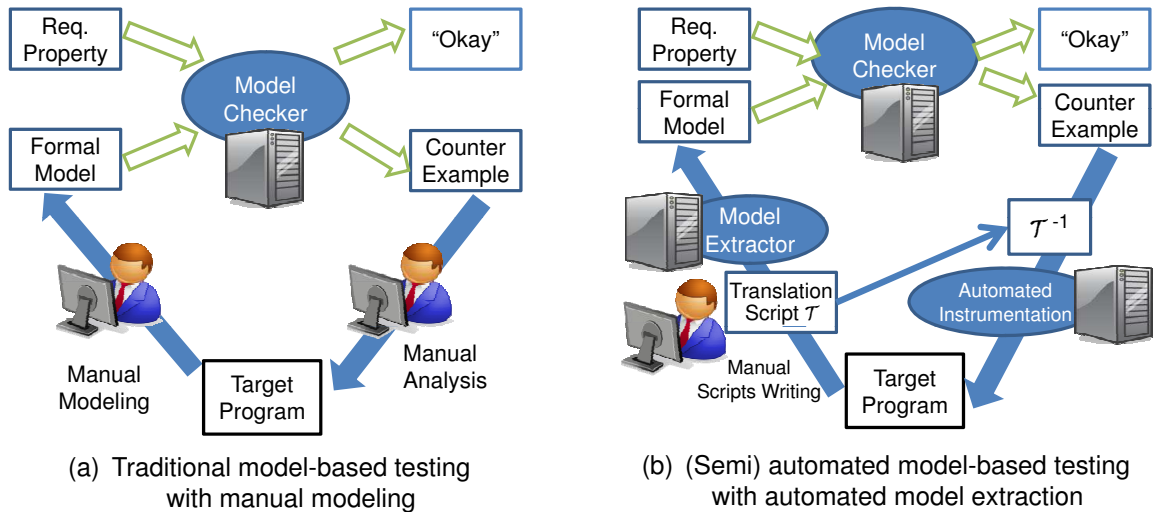 Req.
Property
"Okay"
Model
Checker
Formal
Model
Counter
Example
Manual
Modeling
Target
Program
Manual
Analysis
(a) Traditional model-based testing
with manual modeling
Req.
Property
"Okay"
Model
Checker
Formal
Model
Counter
Example
Model
Extractor
𝒯 -1
Translation
Script 𝒯
Automated
Instrumentation
Manual
Scripts Writing
Target
Program
(b) (Semi) automated model-based testing
with automated model extraction